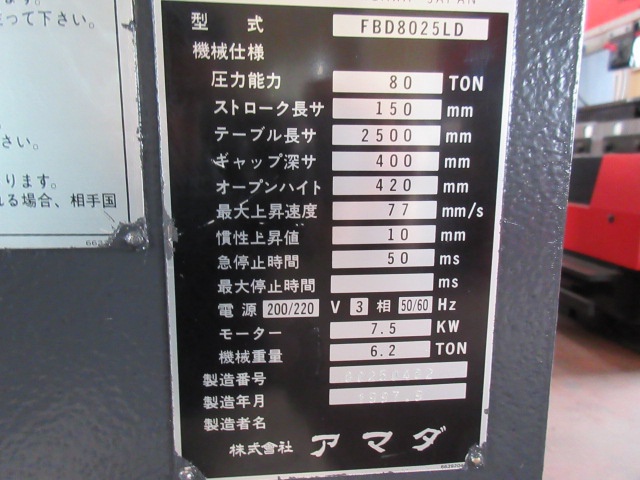 って下さい。
さい。
ります。
れる場合、相手国
型式 FBD8025LD
機械仕様
圧力能力 80 TON
ストローク長サ 150 mm
テーブル長サ 2500 mm
ギャップ深サ 400 mm
オープンハイト 420 mm
最大上昇速度 77 mm/s
慣性上昇値 10 mm
急停止時間 50 ms
最大停止時間 ms
電源 200/220 V 3 相 50/60 Hz
モーター 7.5 KW
機械重量 6.2 TON
製造番号
製造年月
製造者名
株式会社 アマダ